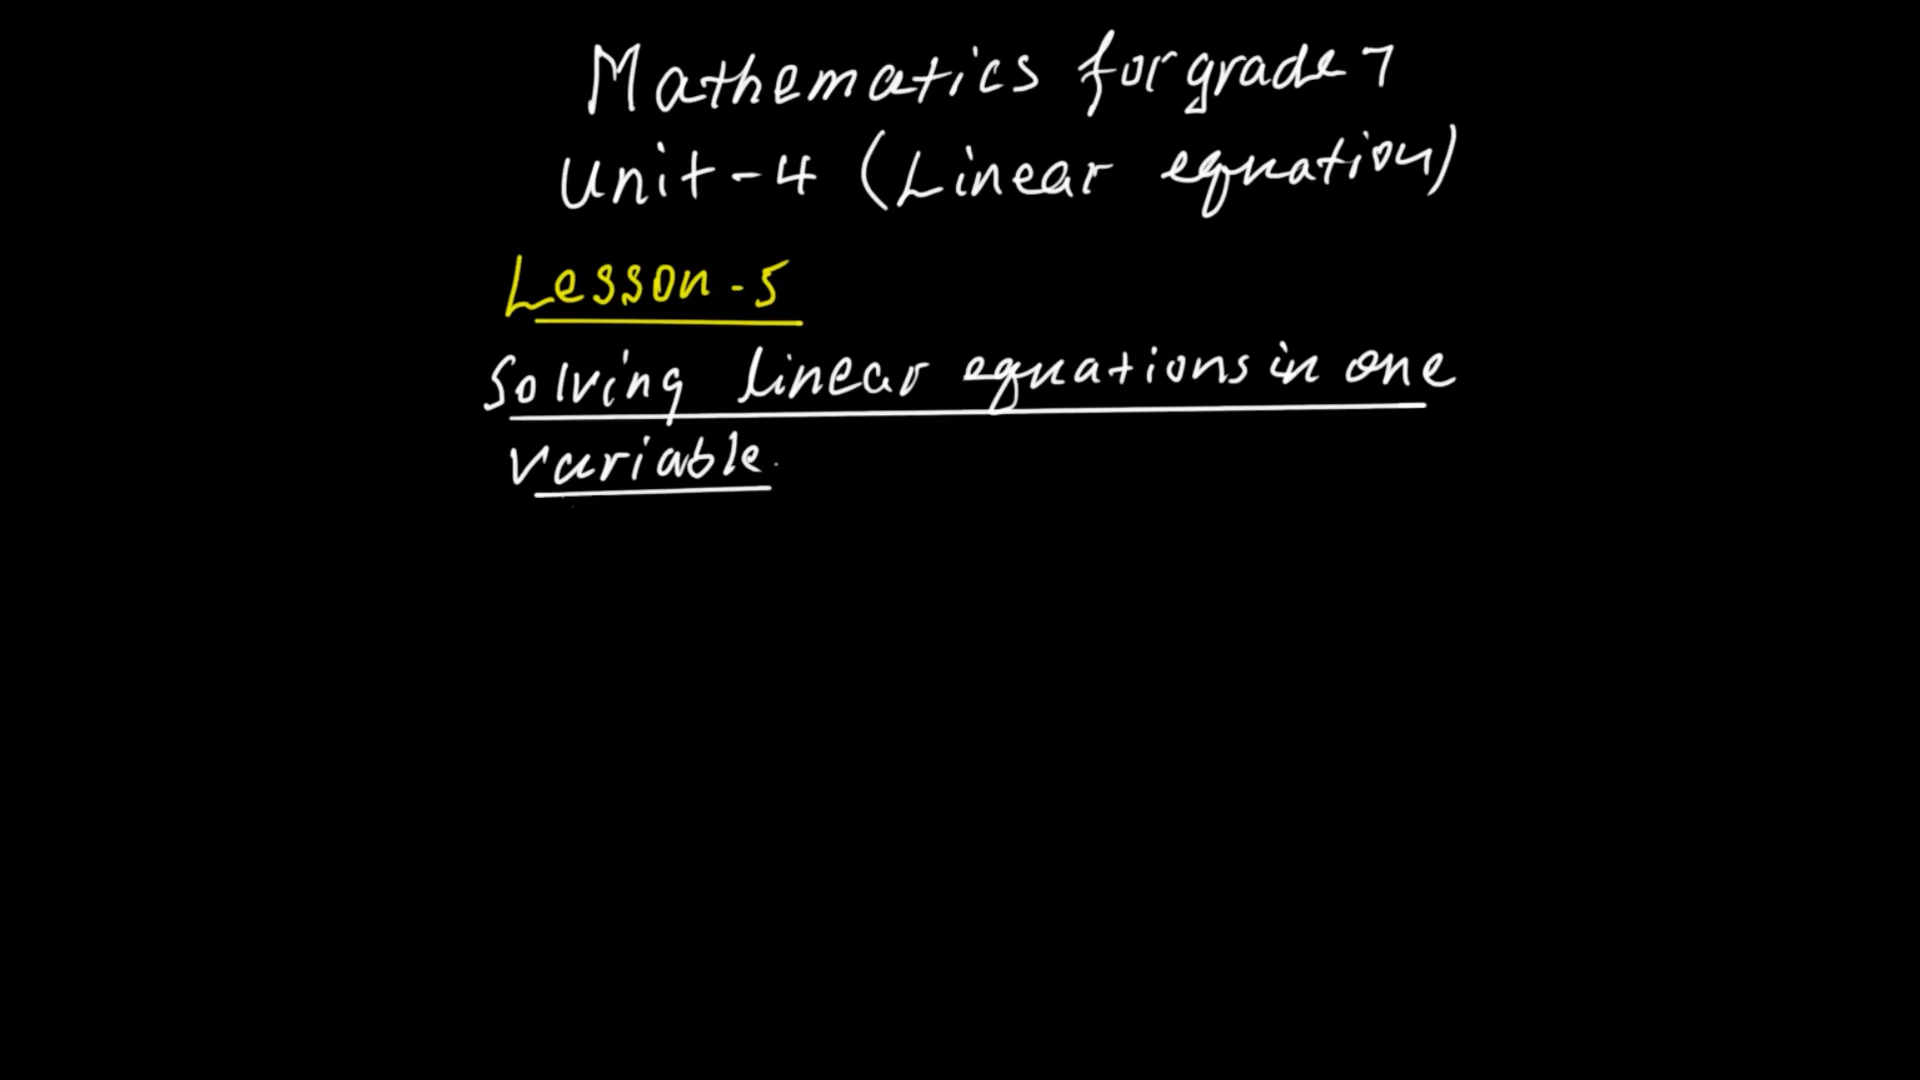 Mathematics for grade 7
Unit-4 (Linear equation)
Lesson-5
Solving linear equations in one
variable.